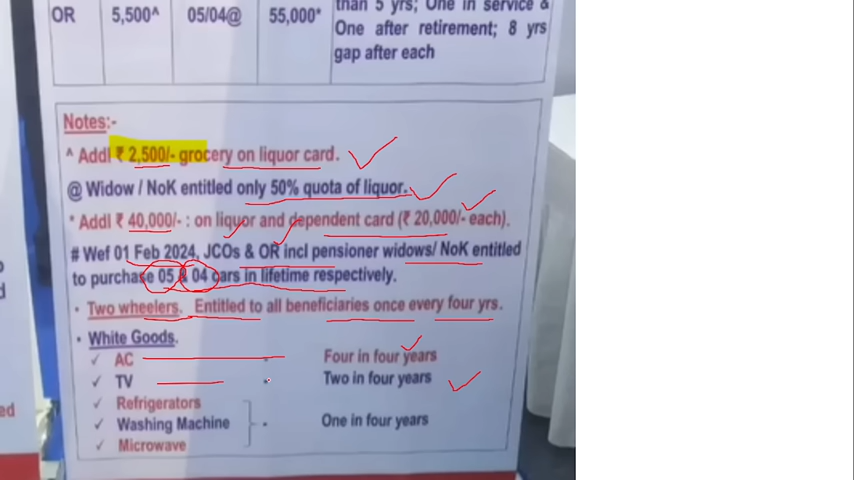 than 5 yrs; One in service &
OR 5,500^ 05/04@ 55,000* One after retirement; 8 yrs
gap after each
Notes:-
^ Addl ₹ 2,500/- grocery on liquor card.
@ Widow / NoK entitled only 50% quota of liquor.
* Addl ₹ 40,000/- : on liquor and dependent card (₹ 20,000/- each).
# Wef 01 Feb 2024, JCOs & OR incl pensioner widows/ NoK entitled
to purchase 05 & 04 cars in lifetime respectively.
• Two wheelers. Entitled to all beneficiaries once every four yrs.
• White Goods.
✓ AC - Four in four years
✓ TV - Two in four years
✓ Refrigerators
✓ Washing Machine - One in four years
✓ Microwave
ed